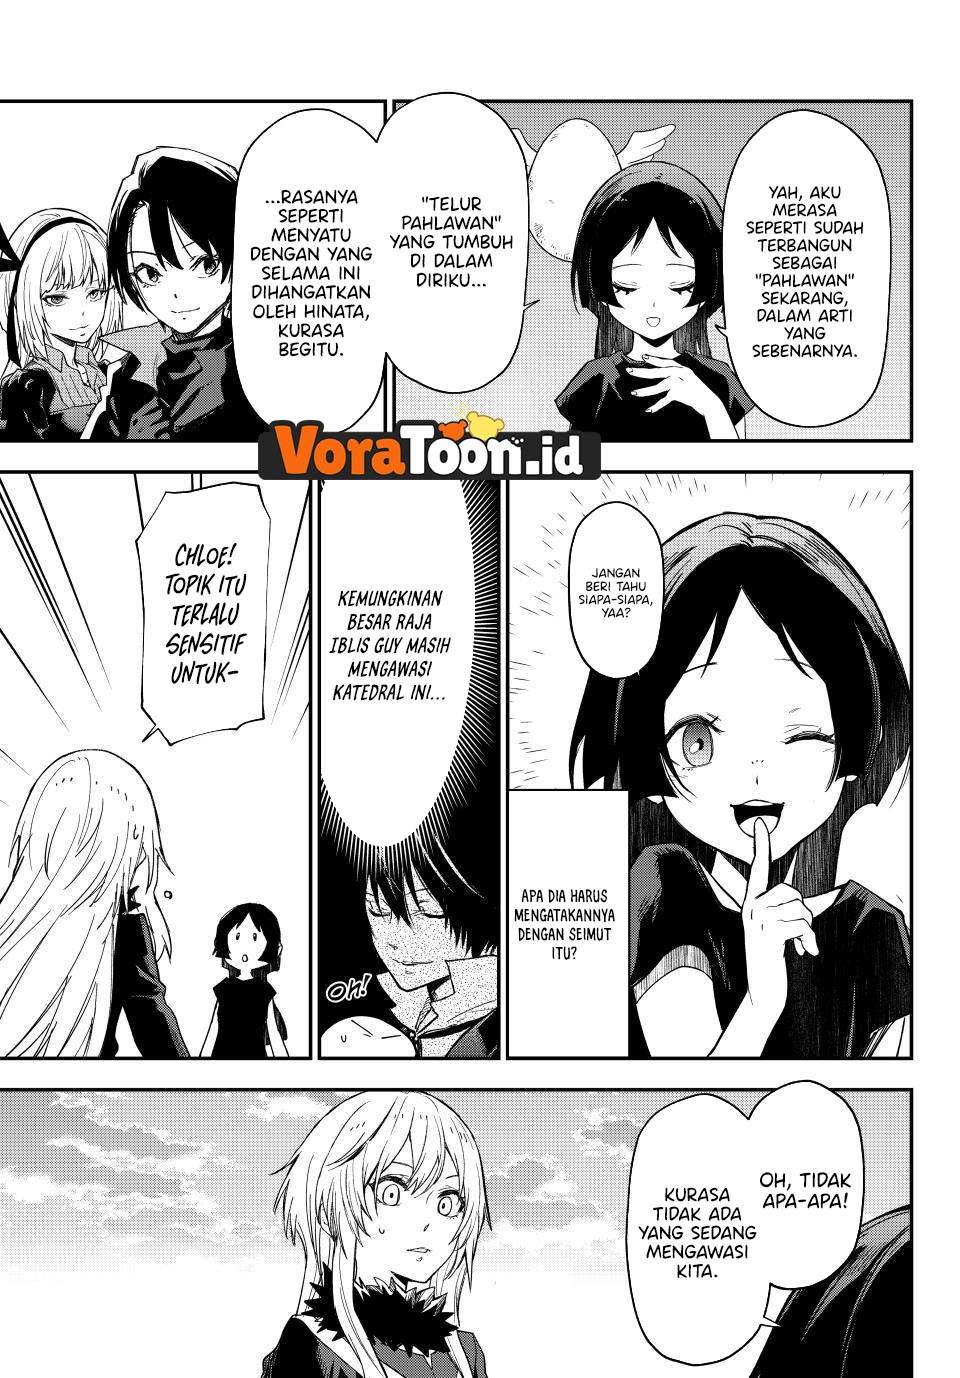 YAH, AKU
MERASA
SEPERTI SUDAH
TERBANGUN
SEBAGAI
"PAHLAWAN"
SEKARANG,
DALAM ARTI
YANG
SEBENARNYA.
"TELUR
PAHLAWAN"
YANG TUMBUH
DI DALAM
DIRIKU...
...RASANYA
SEPERTI
MENYATU
DENGAN YANG
SELAMA INI
DIHANGATKAN
OLEH HINATA,
KURASA
BEGITU.
VoraToon.id
JANGAN
BERI TAHU
SIAPA-SIAPA,
YAA?
APA DIA HARUS
MENGATAKANNYA
DENGAN SEIMUT
ITU?
KEMUNGKINAN
BESAR RAJA
IBLIS GUY MASIH
MENGAWASI
KATEDRAL INI...
OH!
CHLOE!
TOPIK ITU
TERLALU
SENSITIF
UNTUK-
OH, TIDAK
APA-APA!
KURASA
TIDAK ADA
YANG SEDANG
MENGAWASI
KITA.